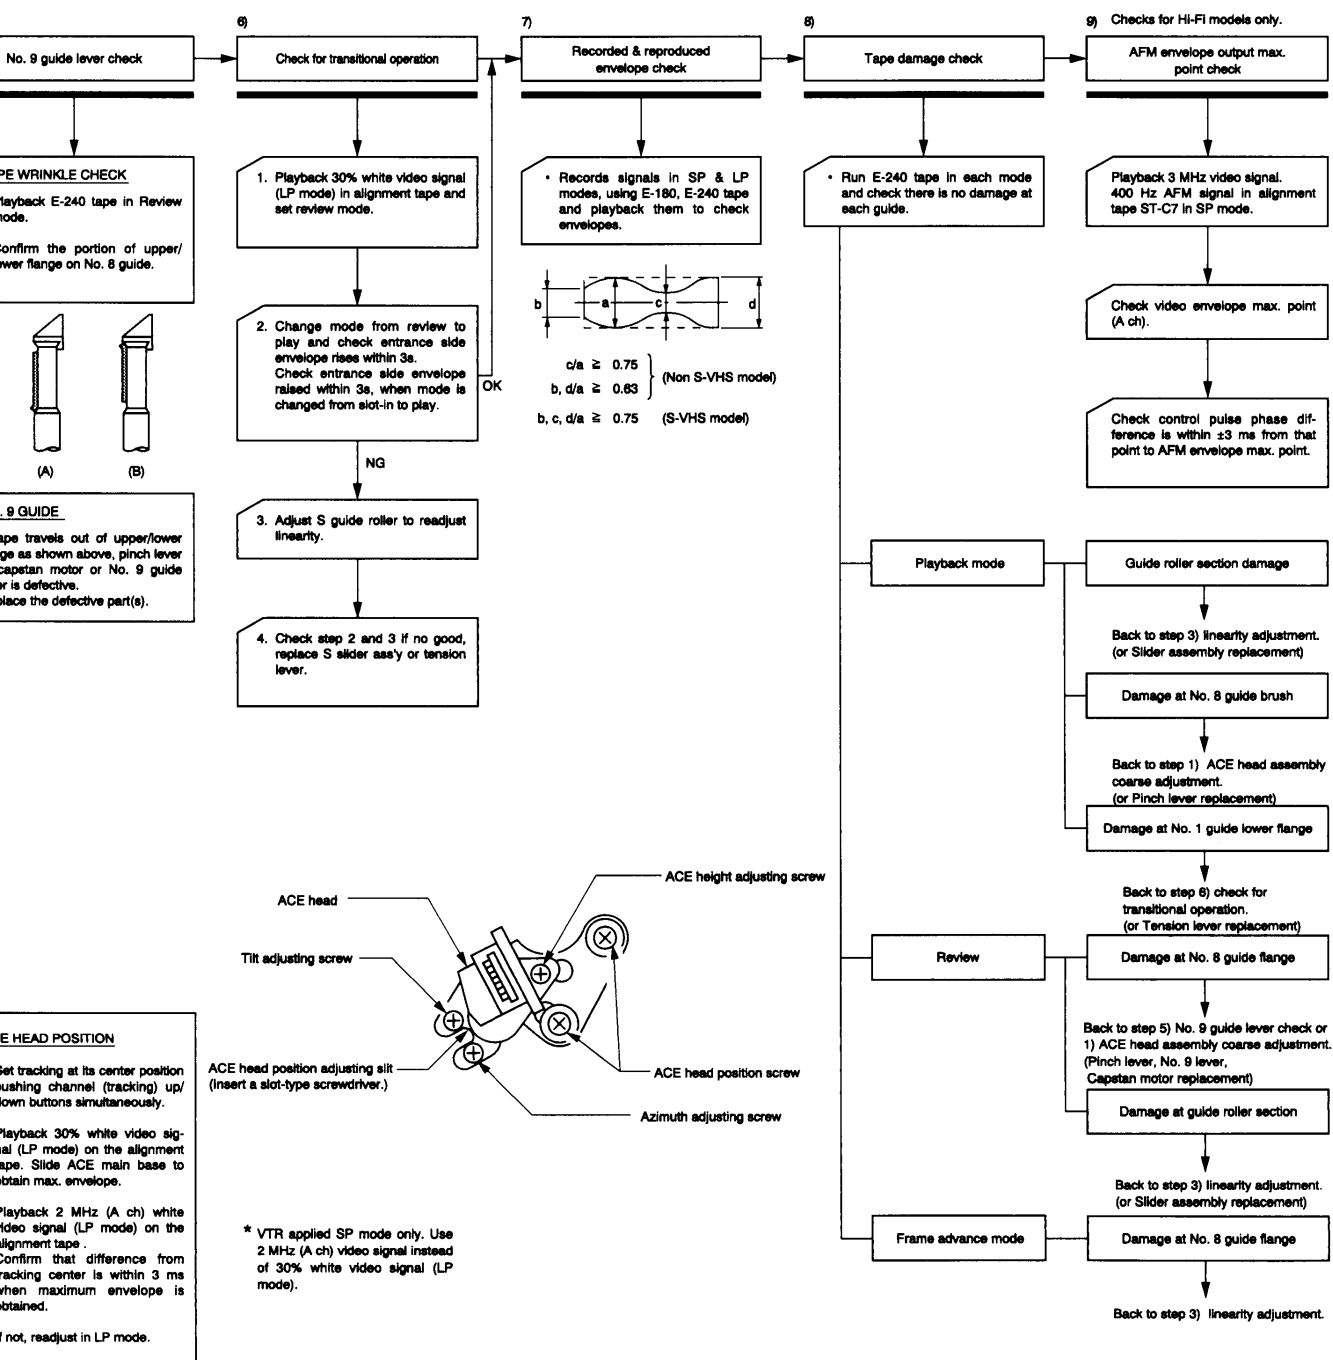 No. 9 guide lever check
PE WRINKLE CHECK
Playback E-240 tape in Review
mode.
Confirm the portion of upper/
ower flange on No. 8 guide.
(A)
(B)
. 9 GUIDE
ape travels out of upper/lower
ge as shown above, pinch lever
capstan motor or No. 9 guide
er is defective.
place the defective part(s).
6)
Check for transitional operation
1. Playback 30% white video signal
(LP mode) in alignment tape and
set review mode.
2. Change mode from review to
play and check entrance side
envelope rises within 3s.
Check entrance side envelope
raised within 3s, when mode is
changed from slot-in to play.
OK
NG
3. Adjust S guide roller to readjust
linearity.
4. Check step 2 and 3 if no good,
replace S slider ass'y or tension
lever.
7)
Recorded & reproduced
envelope check
• Records signals in SP & LP
modes, using E-180, E-240 tape
and playback them to check
envelopes.
b
a
c
d
c/a ≧ 0.75
b, d/a ≧ 0.63
(Non S-VHS model)
b, c, d/a ≧ 0.75 (S-VHS model)
8)
Tape damage check
• Run E-240 tape in each mode
and check there is no damage at
each guide.
9) Checks for Hi-Fi models only.
AFM envelope output max.
point check
Playback 3 MHz video signal.
400 Hz AFM signal in alignment
tape ST-C7 in SP mode.
Check video envelope max. point
(A ch).
Check control pulse phase dif-
ference is within ±3 ms from that
point to AFM envelope max. point.
Playback mode
Guide roller section damage
Back to step 3) linearity adjustment.
(or Slider assembly replacement)
Damage at No. 8 guide brush
Back to step 1) ACE head assembly
coarse adjustment.
(or Pinch lever replacement)
Damage at No. 1 guide lower flange
Back to step 6) check for
transitional operation.
(or Tension lever replacement)
Review
Damage at No. 8 guide flange
Back to step 5) No. 9 guide lever check or
1) ACE head assembly coarse adjustment.
(Pinch lever, No. 9 lever,
Capstan motor replacement)
Damage at guide roller section
Back to step 3) linearity adjustment.
(or Slider assembly replacement)
Frame advance mode
Damage at No. 8 guide flange
Back to step 3) linearity adjustment.
ACE height adjusting screw
ACE head
Tilt adjusting screw
ACE head position adjusting slit
(Insert a slot-type screwdriver.)
ACE head position screw
Azimuth adjusting screw
E HEAD POSITION
Set tracking at its center position
pushing channel (tracking) up/
down buttons simultaneously.
Playback 30% white video sig-
nal (LP mode) on the alignment
tape. Slide ACE main base to
obtain max. envelope.
Playback 2 MHz (A ch) white
video signal (LP mode) on the
alignment tape .
Confirm that difference from
tracking center is within 3 ms
when maximum envelope is
obtained.
f not, readjust in LP mode.
* VTR applied SP mode only. Use
2 MHz (A ch) video signal instead
of 30% white video signal (LP
mode).